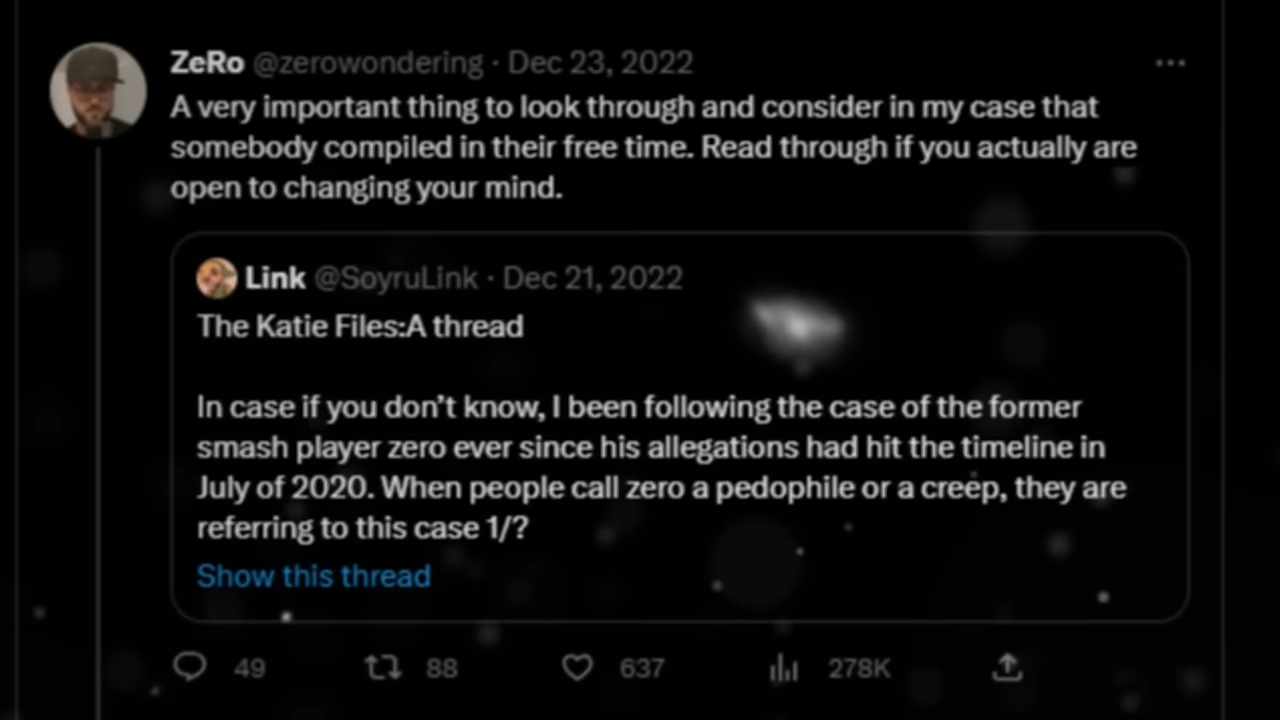 ZeRo @zerowondering · Dec 23, 2022
A very important thing to look through and consider in my case that
somebody compiled in their free time. Read through if you actually are
open to changing your mind.
Link @SoyruLink · Dec 21, 2022
The Katie Files:A thread
In case if you don't know, I been following the case of the former
smash player zero ever since his allegations had hit the timeline in
July of 2020. When people call zero a pedophile or a creep, they are
referring to this case 1/?
Show this thread
49 88 637 278K